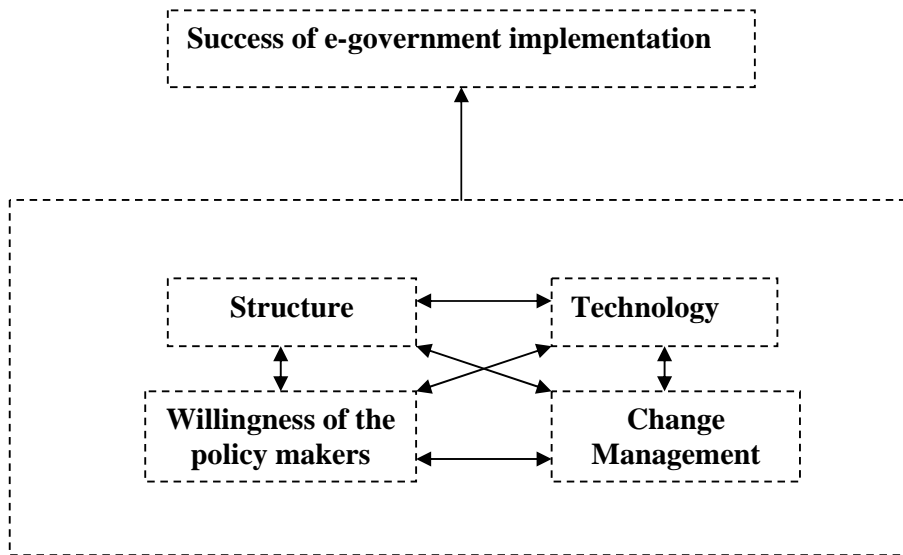 Success of e-government implementation
Structure
Technology
Willingness of the
policy makers
Change
Management